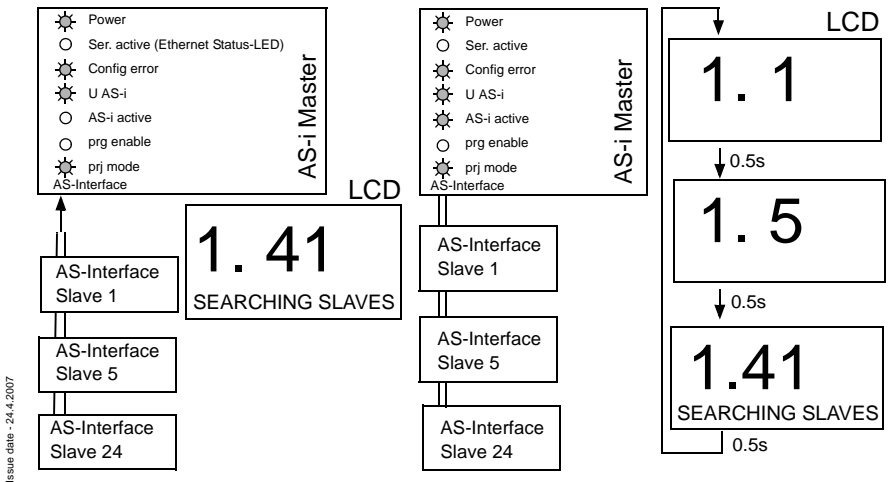 Power
Ser. active (Ethernet Status-LED)
Config error
U AS-i
AS-i active
prg enable
prj mode
AS-Interface
AS-i Master
LCD
1. 41
SEARCHING SLAVES
AS-Interface
Slave 1
AS-Interface
Slave 5
AS-Interface
Slave 24
Power
Ser. active
Config error
U AS-i
AS-i active
prg enable
prj mode
AS-Interface
AS-i Master
AS-Interface
Slave 1
AS-Interface
Slave 5
AS-Interface
Slave 24
LCD
1. 1
0.5s
1. 5
0.5s
1.41
SEARCHING SLAVES
0.5s
Issue date - 24.4.2007